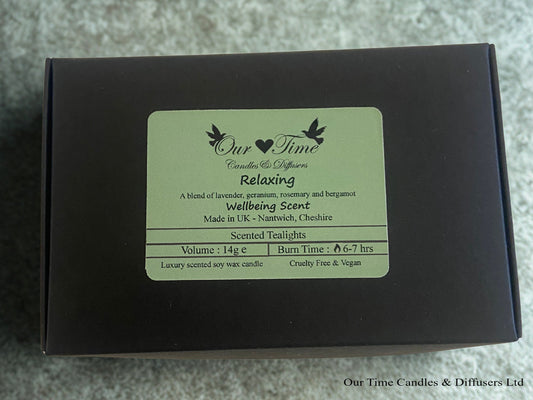 Our Time
Candles & Diffusers
Relaxing
A blend of lavender, geranium, rosemary and bergamot
Wellbeing Scent
Made in UK - Nantwich, Cheshire
Scented Tealights
Volume : 14g e Burn Time : 6-7 hrs
Luxury scented soy wax candle Cruelty Free & Vegan
Our Time Candles & Diffusers Ltd